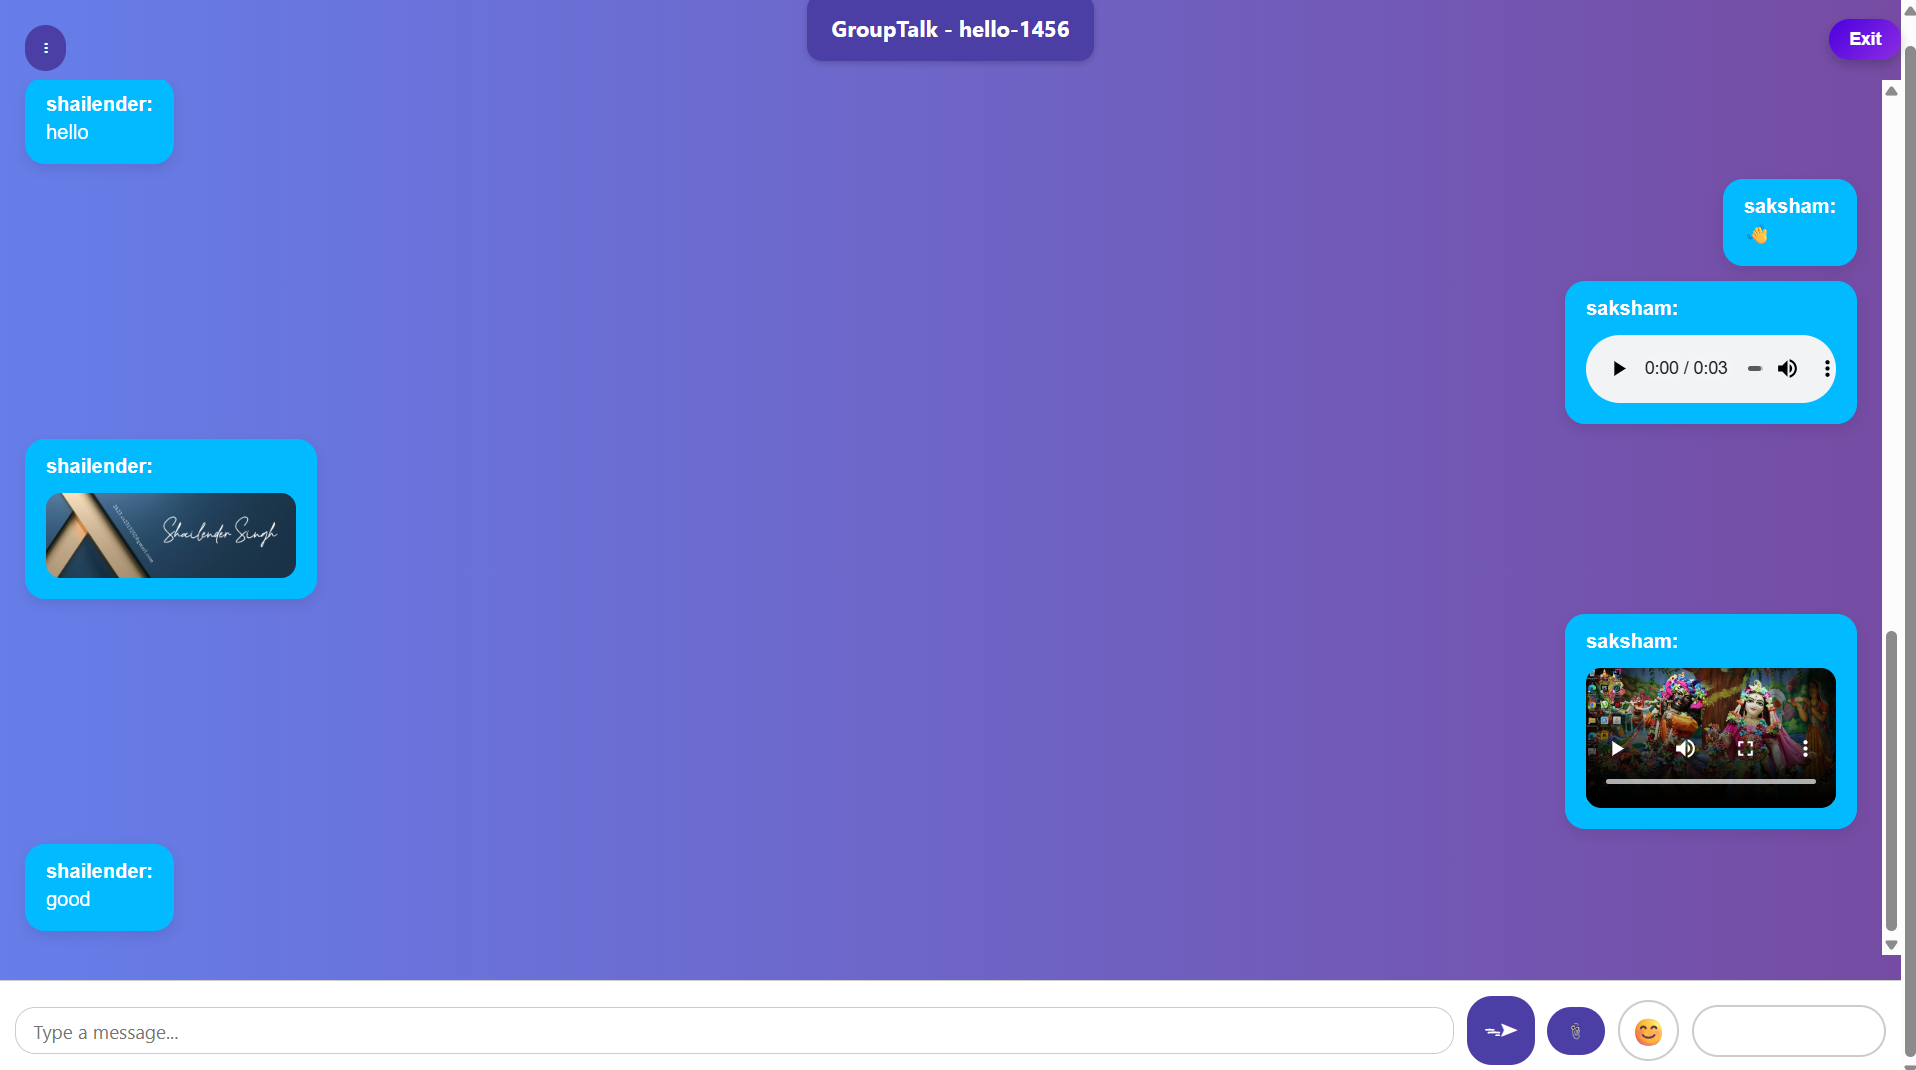 GroupTalk - hello-1456
Exit
shailender:
hello
saksham:
👋
saksham:
0:00 / 0:03
shailender:
Shailender Singh
saksham:
shailender:
good
Type a message...
😊